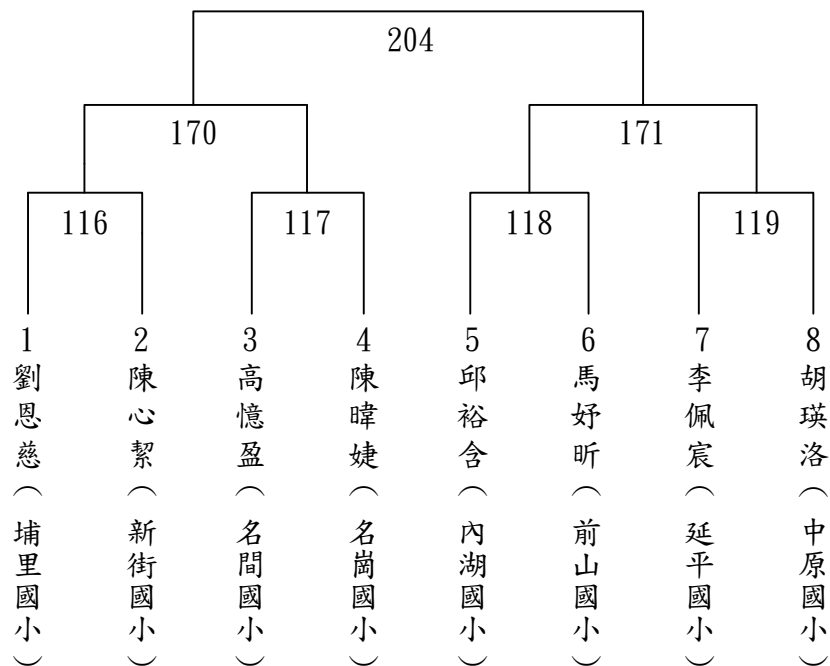 204
170
171
116
117
118
119
1劉恩慈(埔里國小)
2陳心絜(新街國小)
3高憶盈(名間國小)
4陳暐婕(名崗國小)
5邱裕含(內湖國小)
6馬妤昕(前山國小)
7李佩宸(延平國小)
8胡瑛洛(中原國小)